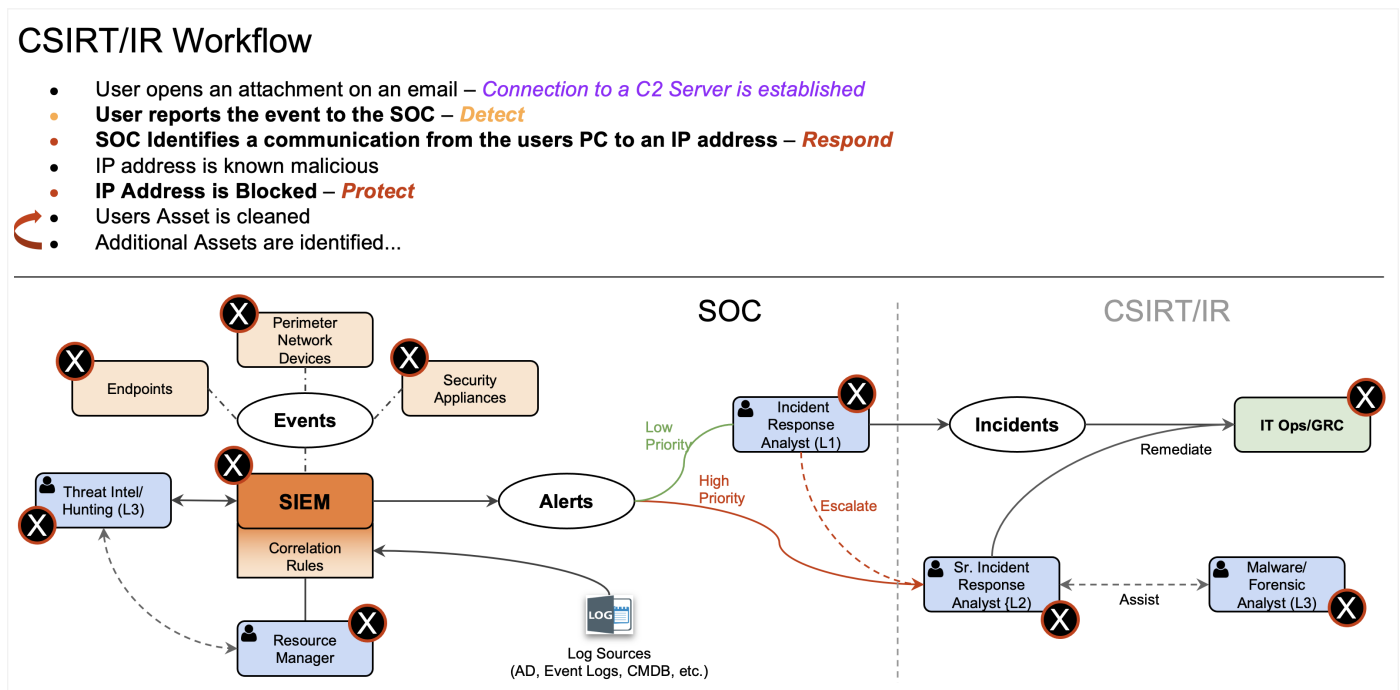 CSIRT/IR Workflow
User opens an attachment on an email – Connection to a C2 Server is established
User reports the event to the SOC – Detect
SOC Identifies a communication from the users PC to an IP address – Respond
IP address is known malicious
IP Address is Blocked – Protect
Users Asset is cleaned
Additional Assets are identified...
SOC
CSIRT/IR
X
Perimeter
Network
Devices
X
Endpoints
X
Security
Appliances
Events
X
Incident
Response
Analyst (L1)
Low
Priority
Incidents
X
IT Ops/GRC
Remediate
X
SIEM
Correlation
Rules
Threat Intel/
Hunting (L3)
X
Alerts
High
Priority
Escalate
Sr. Incident
Response
Analyst {L2)
X
Assist
Malware/
Forensic
Analyst (L3)
X
LOG
Log Sources
(AD, Event Logs, CMDB, etc.)
Resource
Manager
X